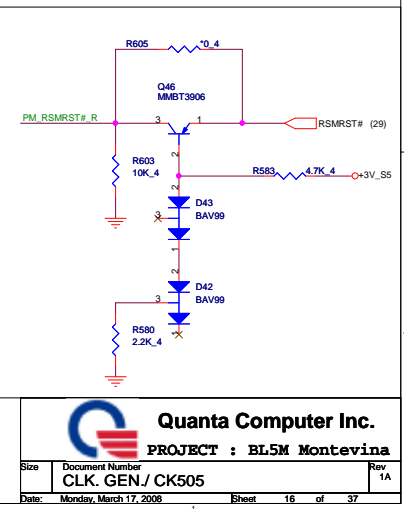 R605 *0_4
Q46
MMBT3906
PM_RSMRST#_R 3 1 RSMRST# (29)
2
R603
10K_4
R583 4.7K_4 +3V_S5
2
D43
3 BAV99
1
2
D42
3 BAV99
R580
2.2K_4
1
Quanta Computer Inc.
PROJECT : BL5M Montevina
Size Document Number Rev
CLK. GEN./ CK505 1A
Date: Monday, March 17, 2008 Sheet 16 of 37
1